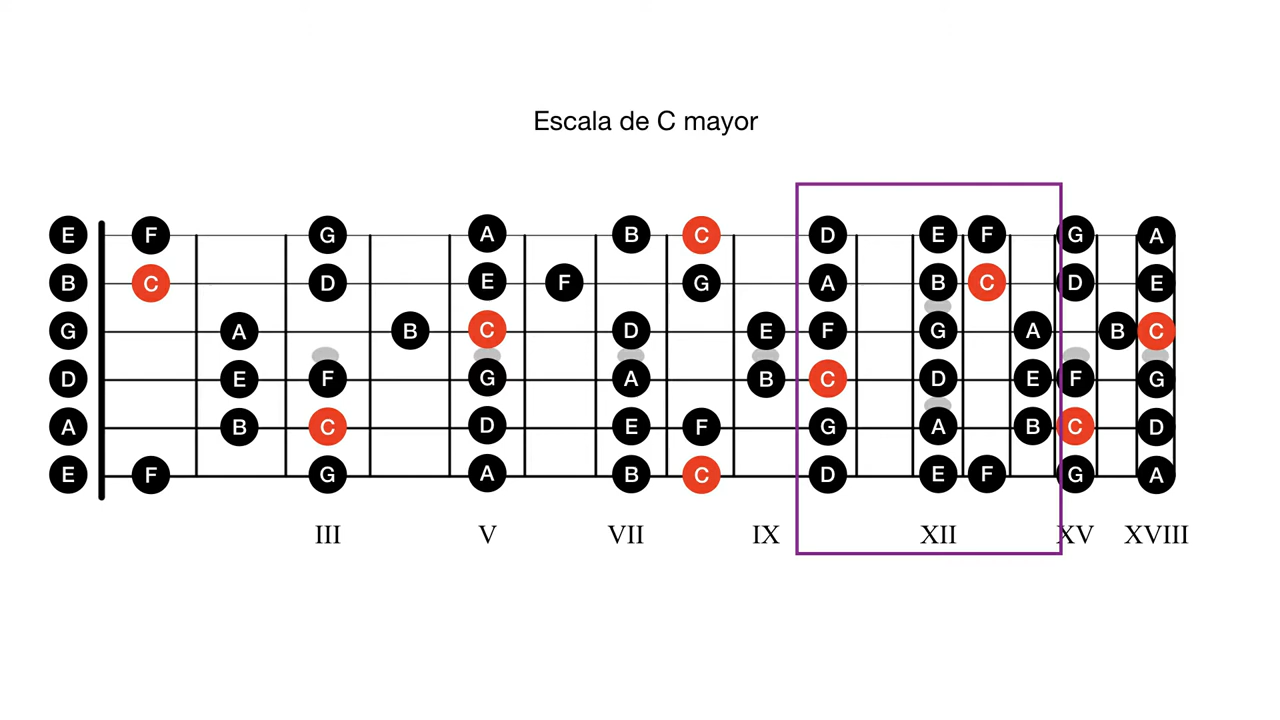 Escala de C mayor
E F G A B C D E F G A
B C D E F G A B C D E
G A B C D E F G A B C
D E F G A B C D E F G
A B C D E F G A B C D
E F G A B C D E F G A
III V VII IX XII XV XVIII